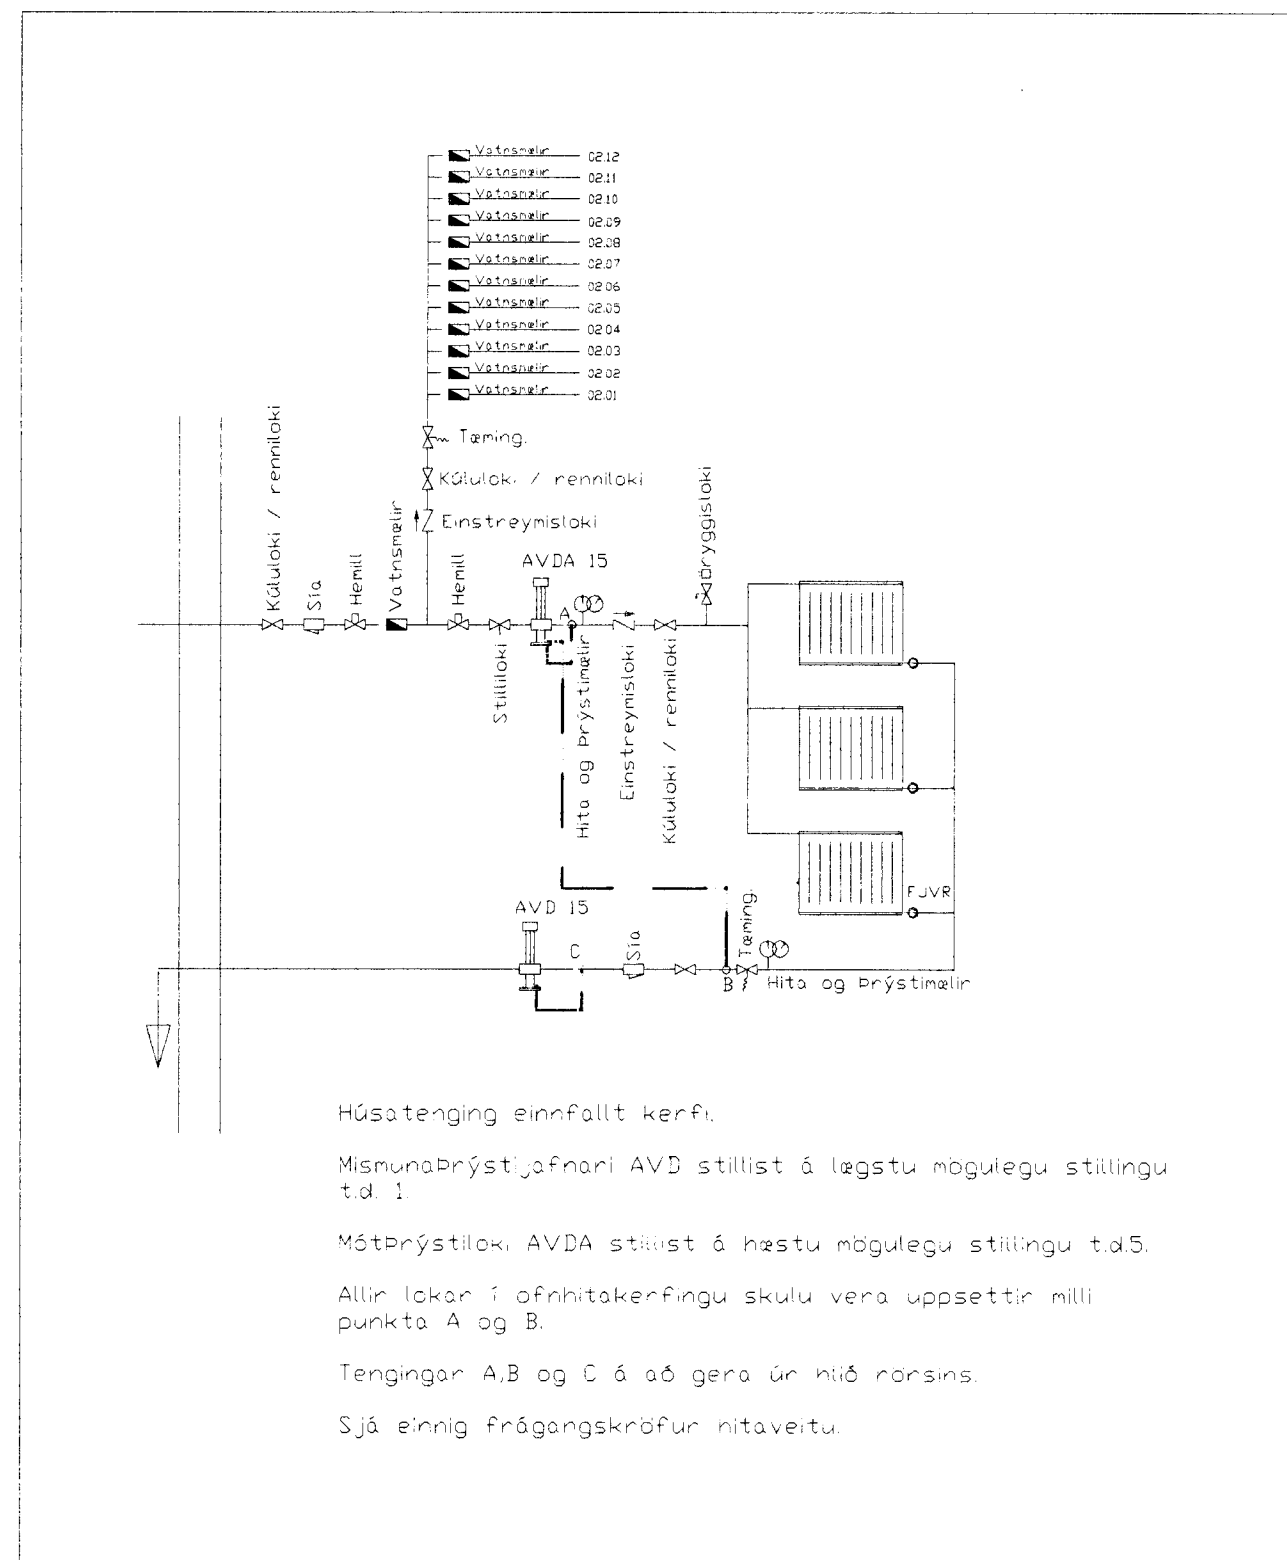 Vatnsmælir 02.12
Vatnsmælir 02.11
Vatnsmælir 02.10
Vatnsmælir 02.09
Vatnsmælir 02.08
Vatnsmælir 02.07
Vatnsmælir 02.06
Vatnsmælir 02.05
Vatnsmælir 02.04
Vatnsmælir 02.03
Vatnsmælir 02.02
Vatnsmælir 02.01
Tæming.
Kúluloki / renniloki
Einstreymisloki
Kúluloki / renniloki
Sía
Hemill
Vatnsmælir
Hemill
AVDA 15
A
Öryggisloki
Stilliloki
Hita og Þrýstimælir
Einstreymisloki
Kúluloki / renniloki
FJVR
AVD 15
C
Sía
Tæming.
B
Hita og Þrýstimælir
Húsatenging einnfallt kerfi.
MismunaÞrýstijafnari AVD stillist á lægstu mögulegu stillingu
t.d. 1.
MótÞrýstiloki AVDA stillist á hæstu mögulegu stillingu t.d.5.
Allir lokar í ofnhitakerfingu skulu vera uppsettir milli
punkta A og B.
Tengingar A,B og C á að gera úr hlið rörsins.
Sjá einnig frágangskröfur hitaveitu.